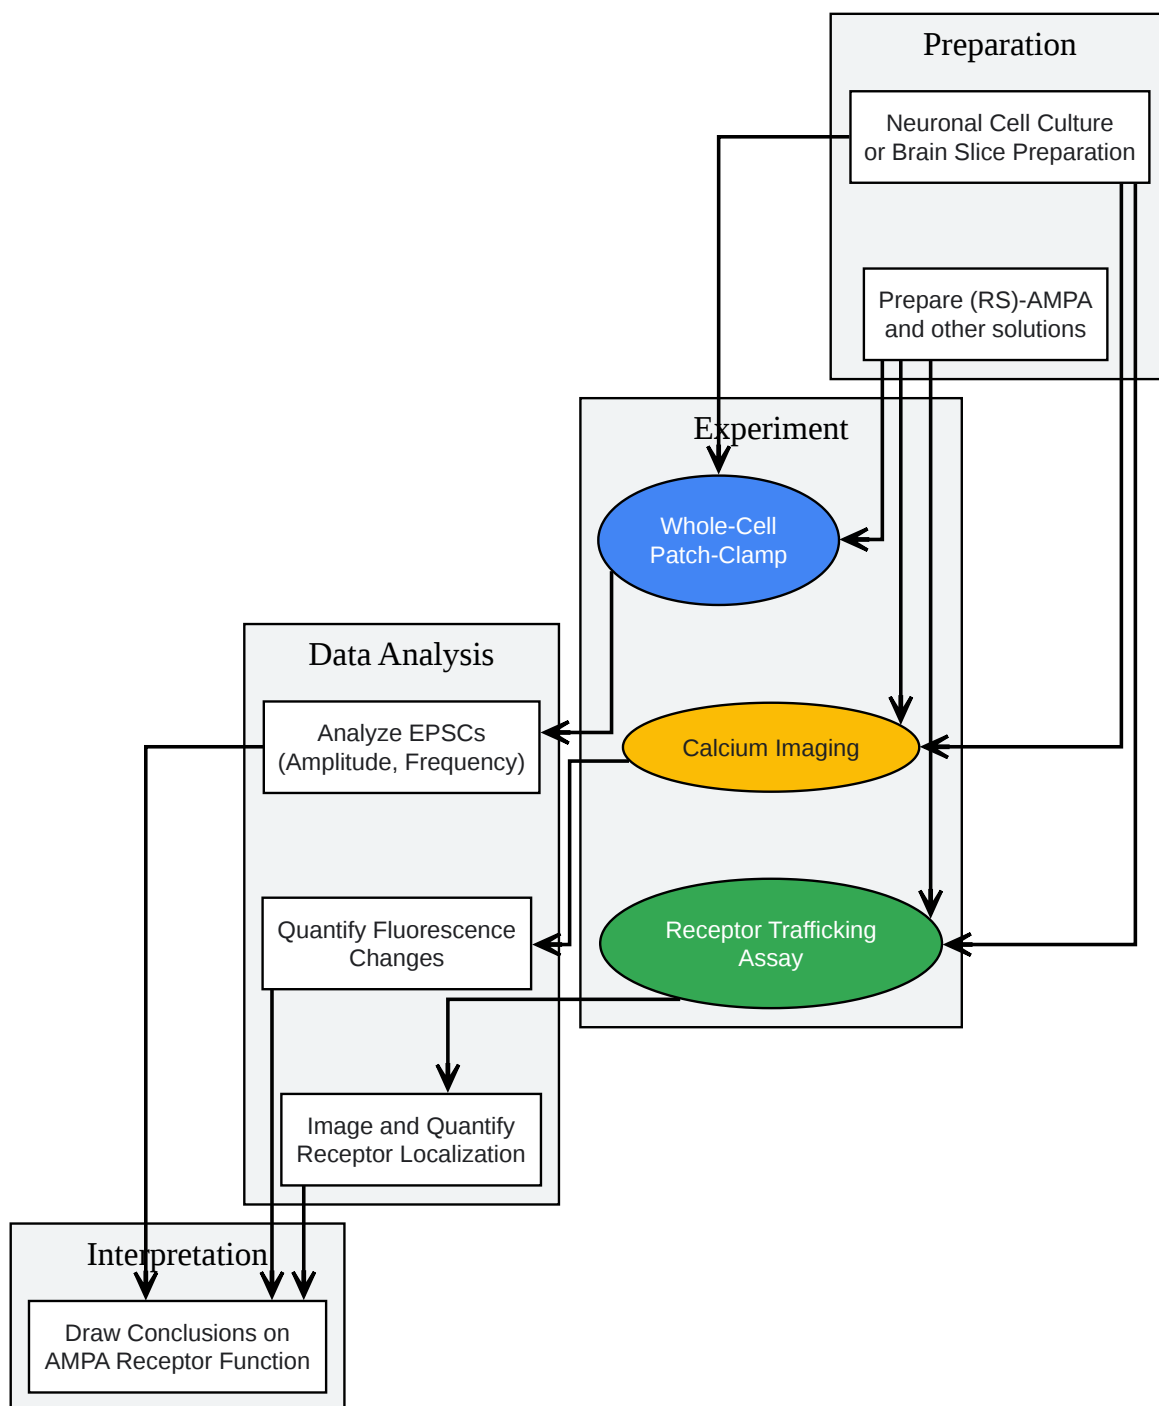 Preparation
Neuronal Cell Culture
or Brain Slice Preparation
Prepare (RS)-AMPA
and other solutions
Experiment
Whole-Cell
Patch-Clamp
Calcium Imaging
Receptor Trafficking
Assay
Data Analysis
Analyze EPSCs
(Amplitude, Frequency)
Quantify Fluorescence
Changes
Image and Quantify
Receptor Localization
Interpretation
Draw Conclusions on
AMPA Receptor Function